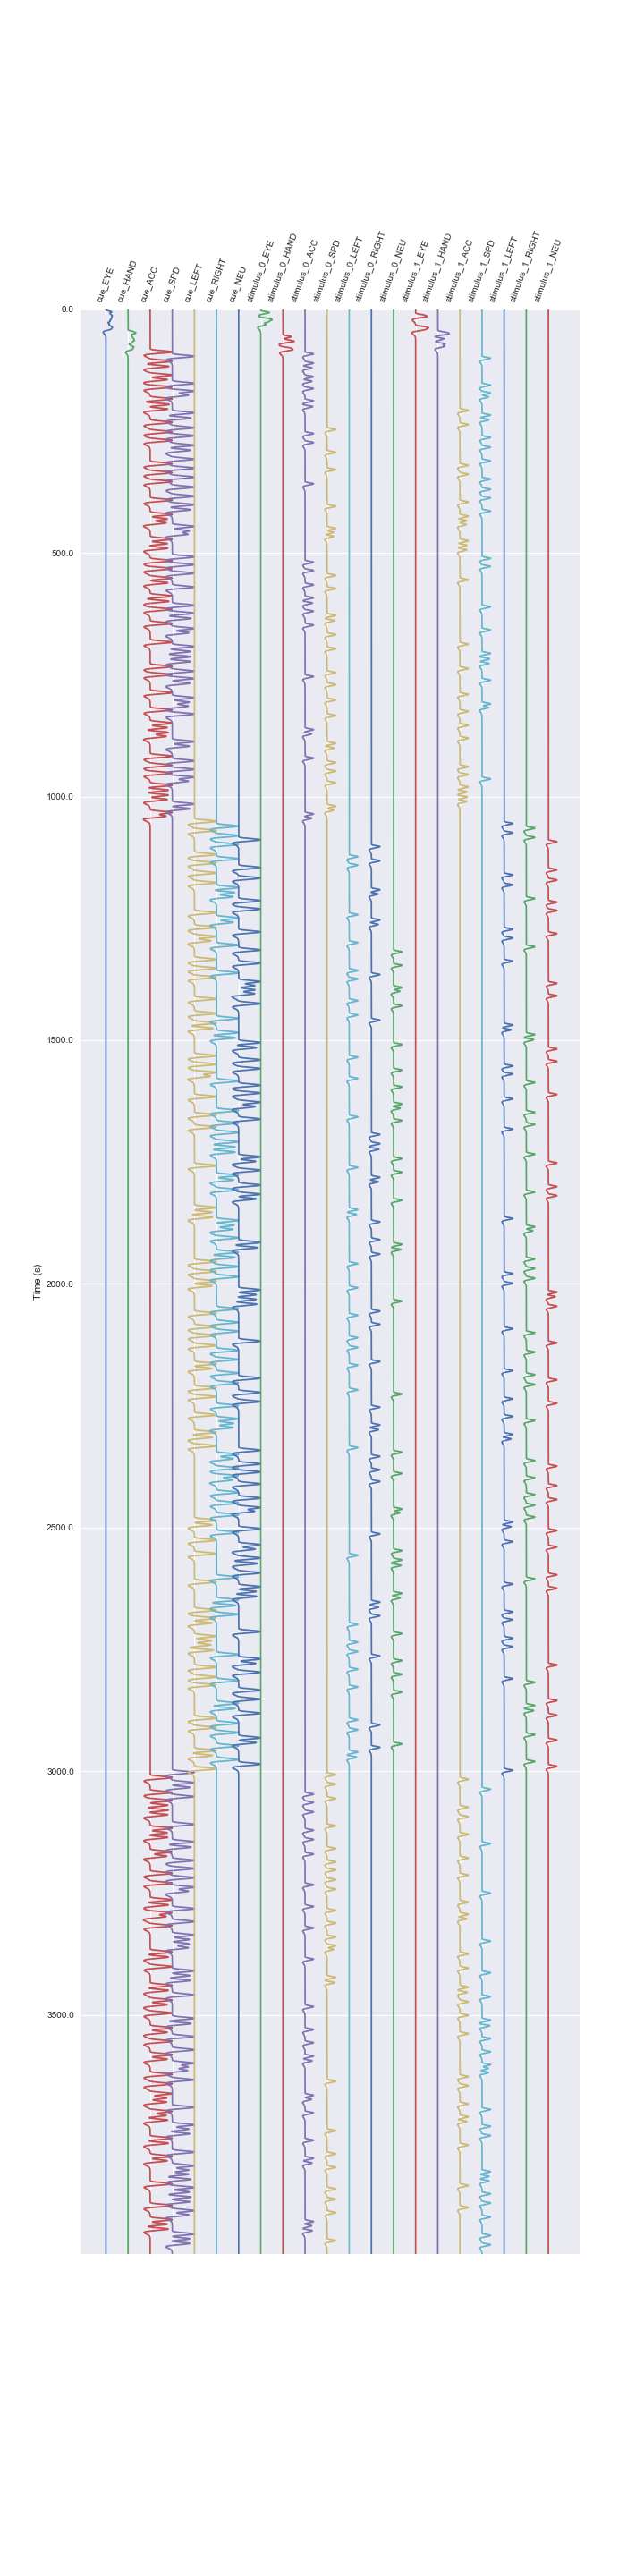 cue_EYE
cue_HAND
cue_ACC
cue_SPD
cue_LEFT
cue_RIGHT
cue_NEU
stimulus_0_EYE
stimulus_0_HAND
stimulus_0_ACC
stimulus_0_SPD
stimulus_0_LEFT
stimulus_0_RIGHT
stimulus_0_NEU
stimulus_1_EYE
stimulus_1_HAND
stimulus_1_ACC
stimulus_1_SPD
stimulus_1_LEFT
stimulus_1_RIGHT
stimulus_1_NEU
0.0
500.0
1000.0
1500.0
Time (s)
2000.0
2500.0
3000.0
3500.0